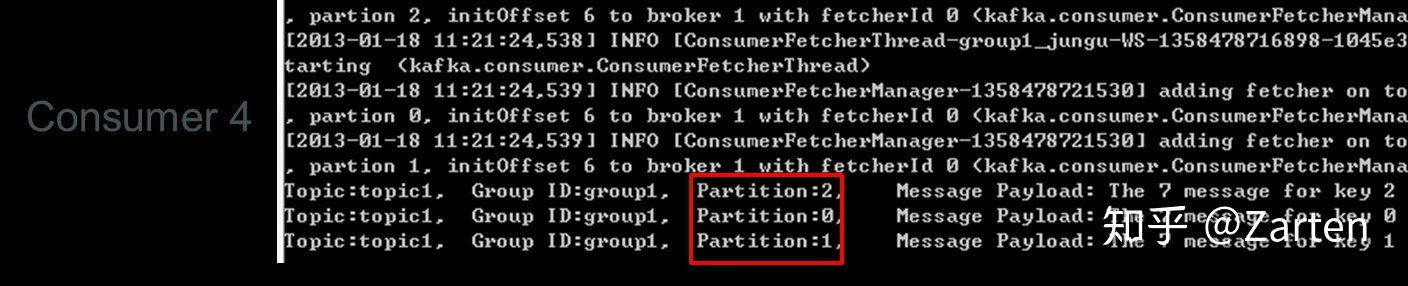 Consumer 4
, partion 2, initOffset 6 to broker 1 with fetcherId 0 (kafka.consumer.ConsumerFetcherMana
[2013-01-18 11:21:24,538] INFO [ConsumerFetcherThread-group1_jungu-WS-1358478716898-1045e3
tarting  (kafka.consumer.ConsumerFetcherThread)
[2013-01-18 11:21:24,539] INFO [ConsumerFetcherManager-1358478721530] adding fetcher on to
, partion 0, initOffset 6 to broker 1 with fetcherId 0 (kafka.consumer.ConsumerFetcherMana
[2013-01-18 11:21:24,539] INFO [ConsumerFetcherManager-1358478721530] adding fetcher on to
, partion 1, initOffset 6 to broker 1 with fetcherId 0 (kafka.consumer.ConsumerFetcherMana
Topic:topic1,  Group ID:group1,  Partition:2,    Message Payload: The 7 message for key 2
Topic:topic1,  Group ID:group1,  Partition:0,    Message Payload: The 7 message for key 0
Topic:topic1,  Group ID:group1,  Partition:1,    Message Payload: The 7 message for key 1
知乎 @Zarten